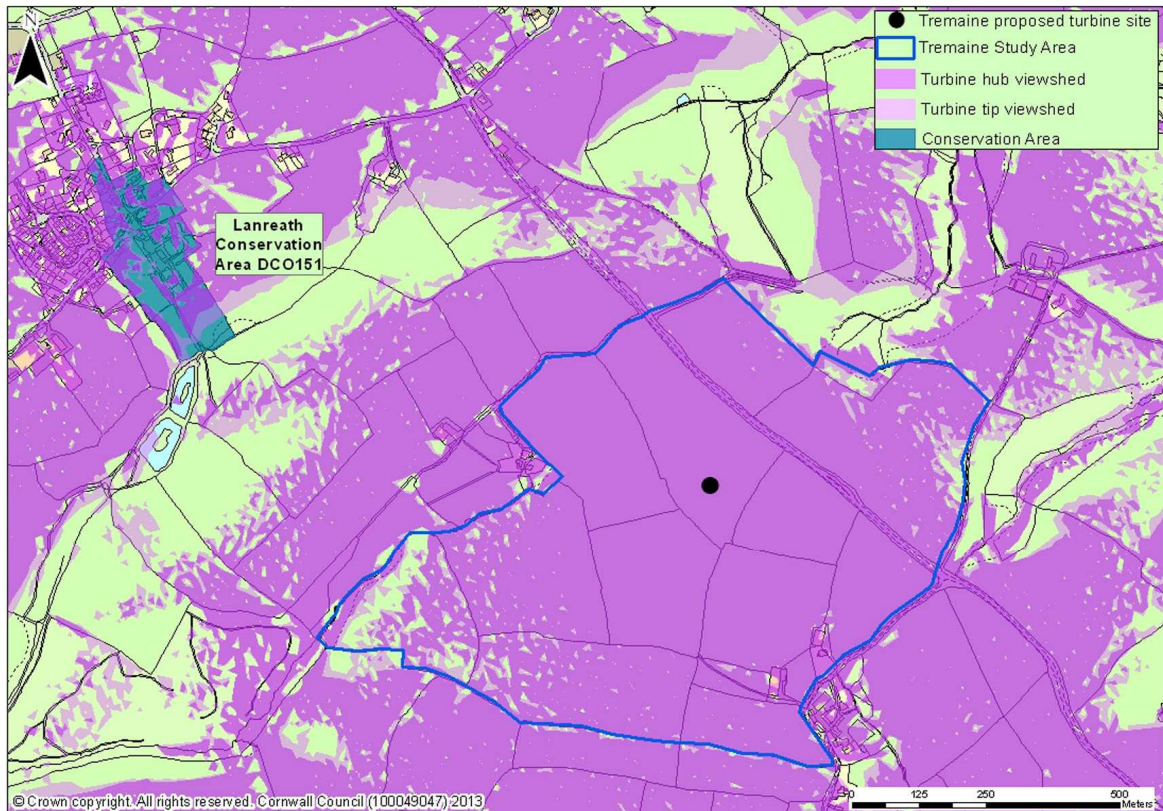 N
Tremaine proposed turbine site
Tremaine Study Area
Turbine hub viewshed
Turbine tip viewshed
Conservation Area
Lanreath
Conservation
Area DCO151
© Crown copyright. All rights reserved. Cornwall Council (100049047) 2013
0 125 250 375 500
Meters